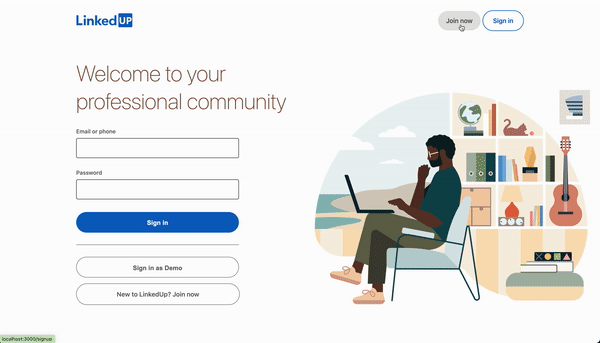 LinkedUP
Join now
Sign in
Welcome to your
professional community
Email or phone
Password
Sign in
Sign in as Demo
New to LinkedUp? Join now
localhost:3000/signup